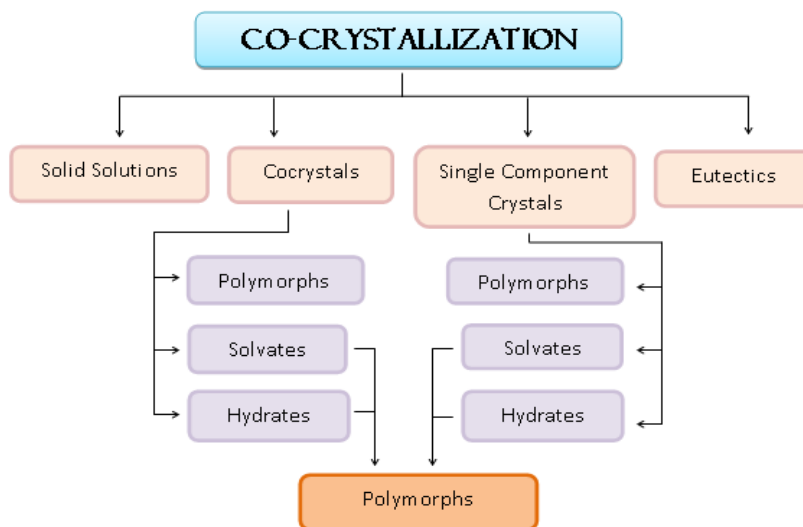 CO-CRYSTALLIZATION
Solid Solutions
Cocrystals
Single Component
Crystals
Eutectics
Polymorphs
Polymorphs
Solvates
Solvates
Hydrates
Hydrates
Polymorphs